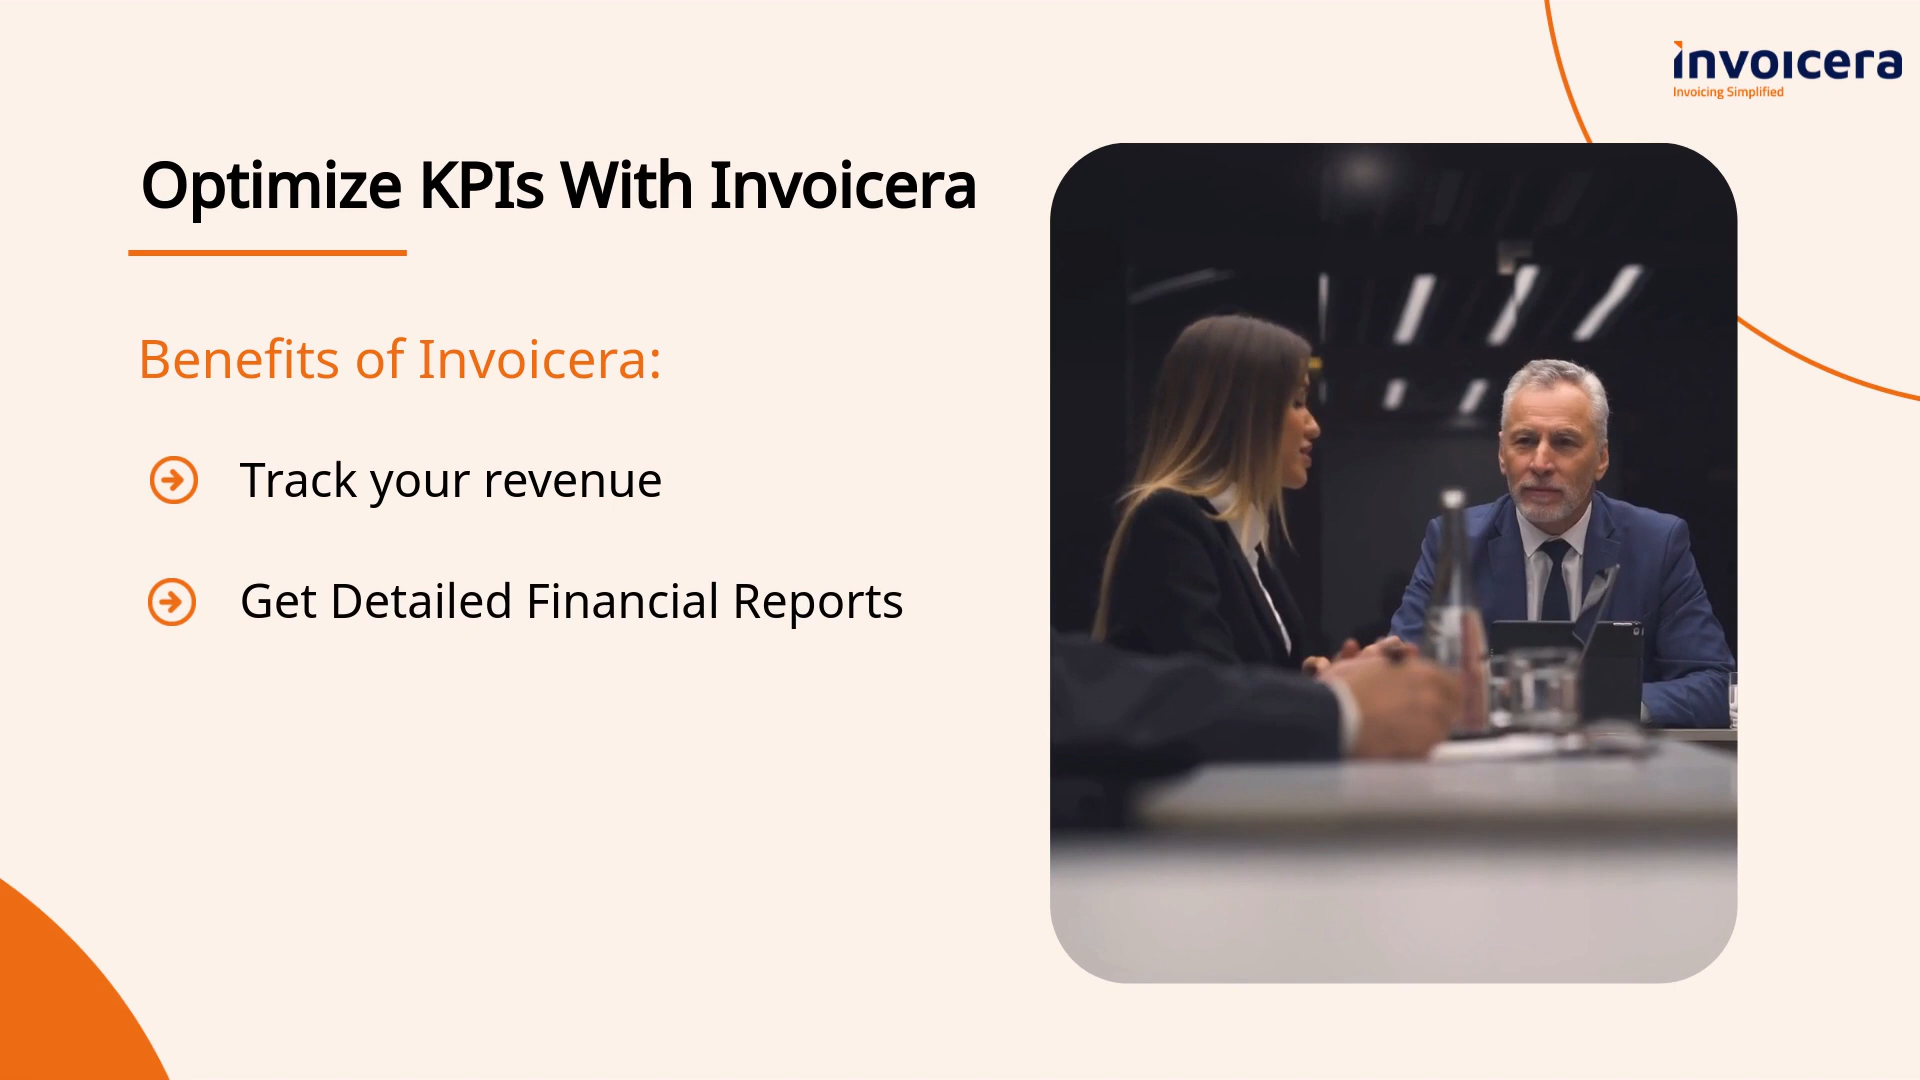 invoicera
Invoicing Simplified
Optimize KPIs With Invoicera
Benefits of Invoicera:
Track your revenue
Get Detailed Financial Reports